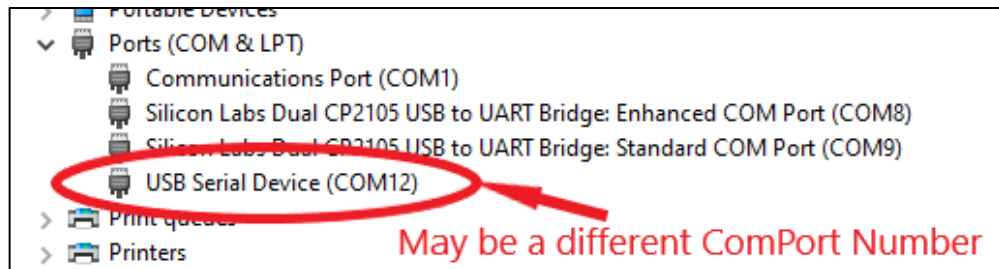 Portable Devices
Ports (COM & LPT)
Communications Port (COM1)
Silicon Labs Dual CP2105 USB to UART Bridge: Enhanced COM Port (COM8)
Silicon Labs Dual CP2105 USB to UART Bridge: Standard COM Port (COM9)
USB Serial Device (COM12)
Print queues
May be a different ComPort Number
Printers